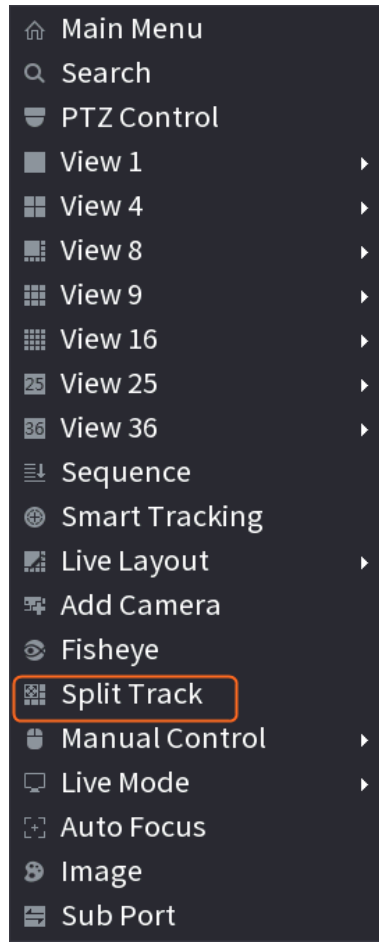 Main Menu
Search
PTZ Control
View 1
View 4
View 8
View 9
View 16
25 View 25
36 View 36
Sequence
Smart Tracking
Live Layout
Add Camera
Fisheye
Split Track
Manual Control
Live Mode
Auto Focus
Image
Sub Port